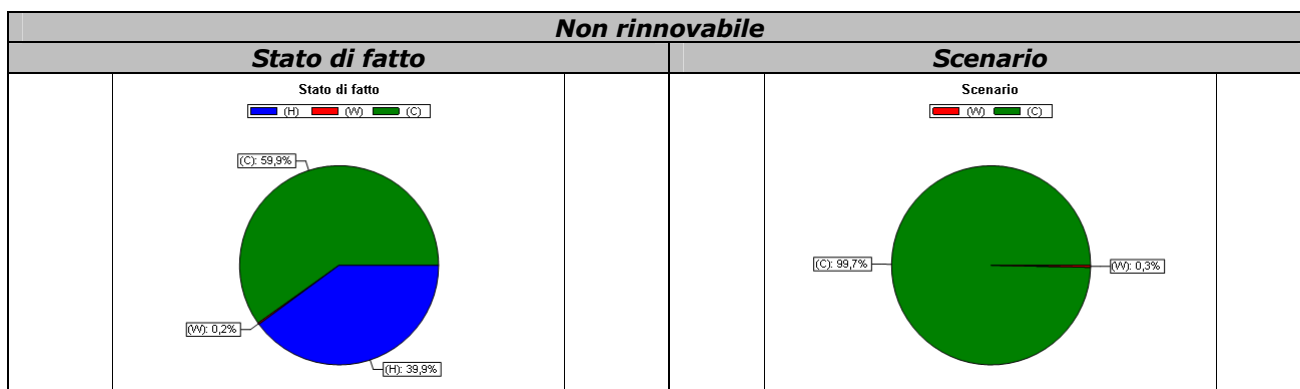 Non rinnovabile
Stato di fatto
Scenario
Stato di fatto
(H) (W) (C)
(C): 59,9%
(W): 0,2%
(H): 39,9%
Scenario
(W) (C)
(C): 99,7%
(W): 0,3%